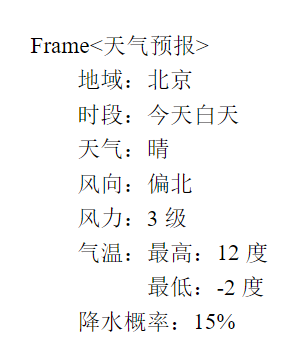 Frame<天气预报>
地域：北京
时段：今天白天
天气：晴
风向：偏北
风力：3 级
气温：最高：12 度
最低：-2 度
降水概率：15%